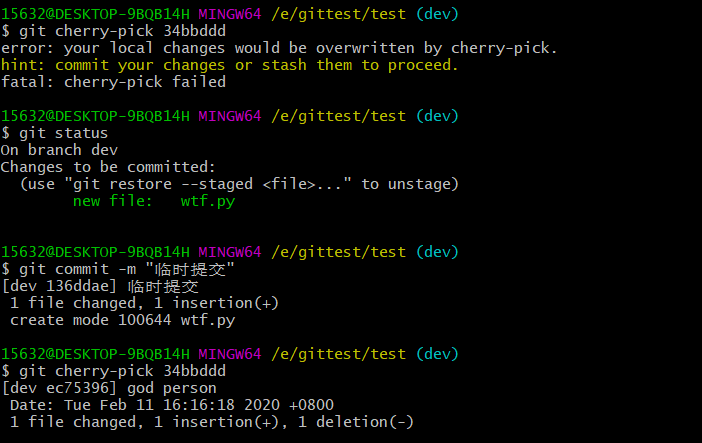 15632@DESKTOP-9BQB14H MINGW64 /e/gittest/test (dev)
$ git cherry-pick 34bbddd
error: your local changes would be overwritten by cherry-pick.
hint: commit your changes or stash them to proceed.
fatal: cherry-pick failed
15632@DESKTOP-9BQB14H MINGW64 /e/gittest/test (dev)
$ git status
On branch dev
Changes to be committed:
  (use "git restore --staged <file>..." to unstage)
        new file:   wtf.py
15632@DESKTOP-9BQB14H MINGW64 /e/gittest/test (dev)
$ git commit -m "临时提交"
[dev 136ddae] 临时提交
 1 file changed, 1 insertion(+)
 create mode 100644 wtf.py
15632@DESKTOP-9BQB14H MINGW64 /e/gittest/test (dev)
$ git cherry-pick 34bbddd
[dev ec75396] god person
 Date: Tue Feb 11 16:16:18 2020 +0800
 1 file changed, 1 insertion(+), 1 deletion(-)